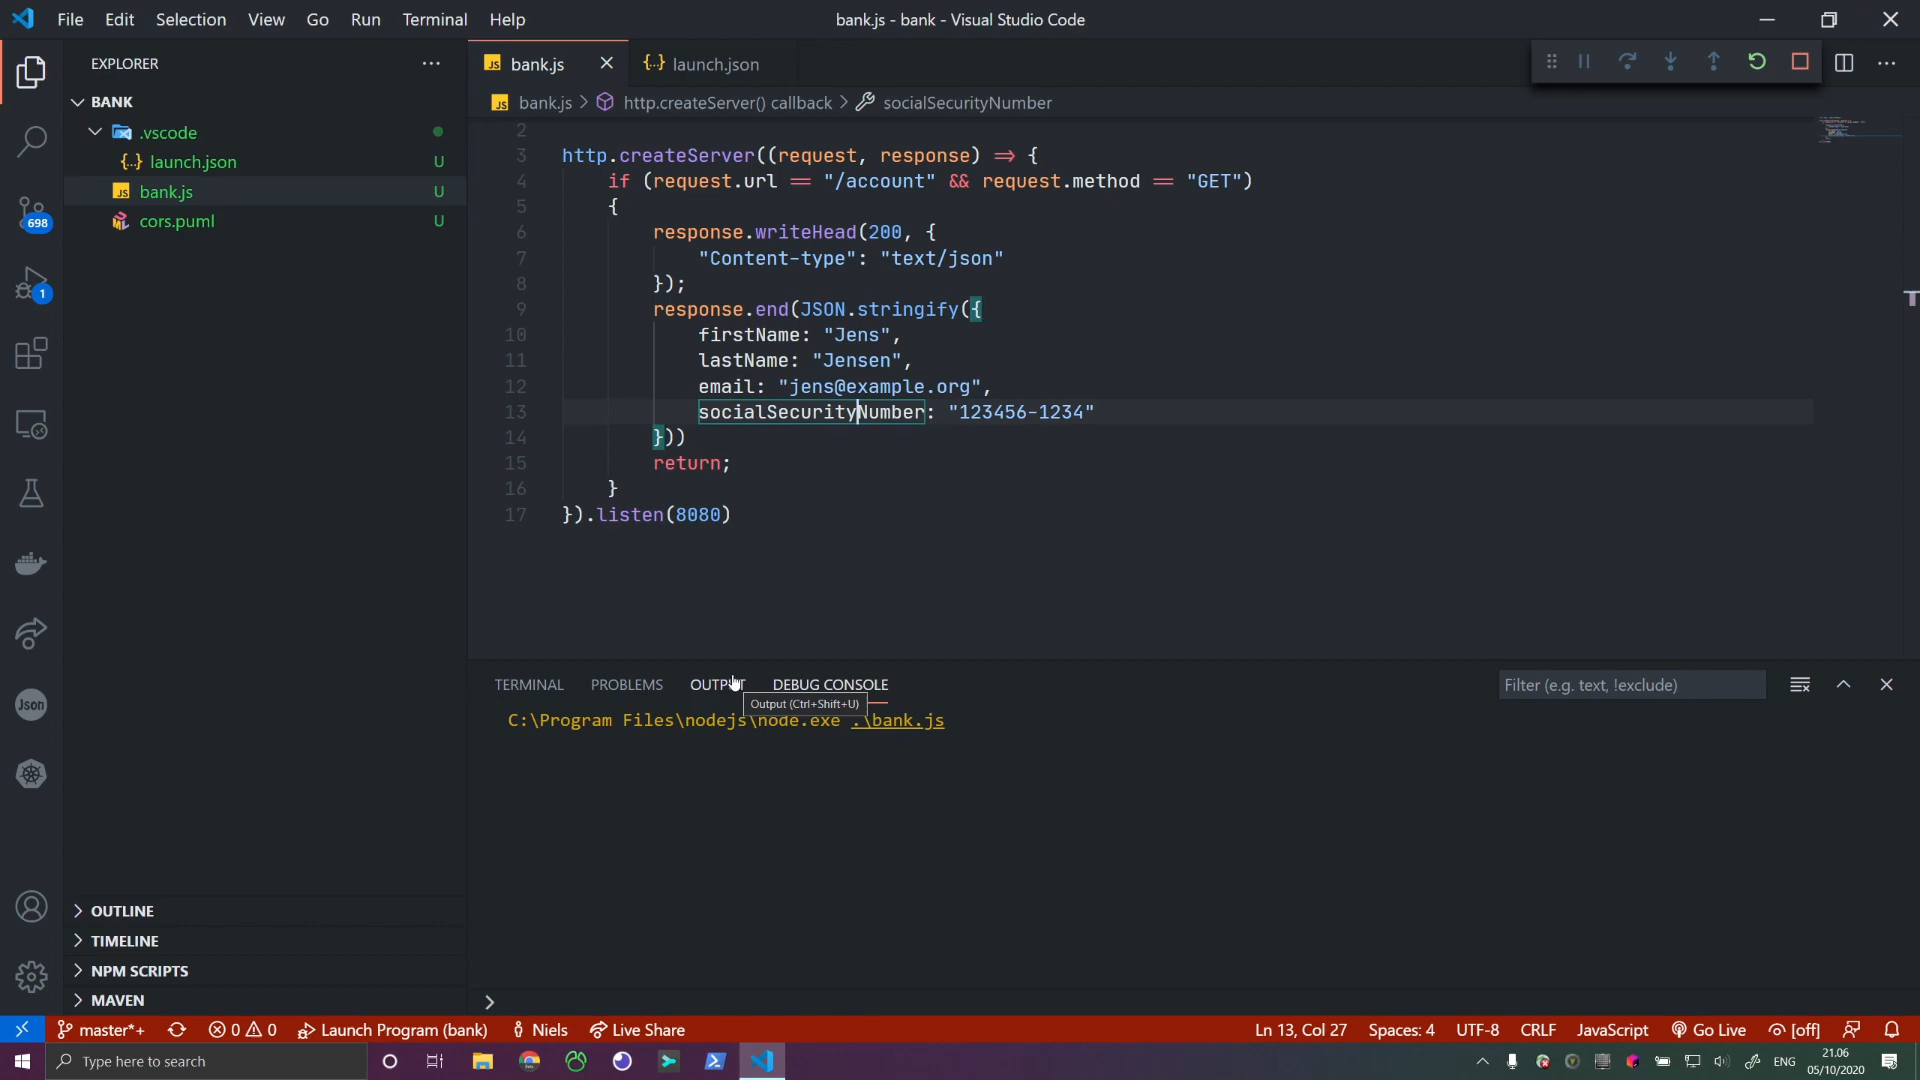 File Edit Selection View Go Run Terminal Help
bank.js - bank - Visual Studio Code
EXPLORER
BANK
.vscode
launch.json U
JS bank.js U
cors.puml U
698
1
Json
OUTLINE
TIMELINE
NPM SCRIPTS
MAVEN
JS bank.js
{..} launch.json
JS bank.js > http.createServer() callback > socialSecurityNumber
2
3 http.createServer((request, response) => {
4 if (request.url == "/account" && request.method == "GET")
5 {
6 response.writeHead(200, {
7 "Content-type": "text/json"
8 });
9 response.end(JSON.stringify({
10 firstName: "Jens",
11 lastName: "Jensen",
12 email: "jens@example.org",
13 socialSecurityNumber: "123456-1234"
14 }))
15 return;
16 }
17 }).listen(8080)
TERMINAL PROBLEMS OUTPUT DEBUG CONSOLE
Filter (e.g. text, !exclude)
Output (Ctrl+Shift+U)
C:\Program Files\nodejs\node.exe .\bank.js
master*+ 0 0 Launch Program (bank) Niels Live Share
Ln 13, Col 27 Spaces: 4 UTF-8 CRLF JavaScript Go Live [off]
Type here to search
ENG
21.06
05/10/2020